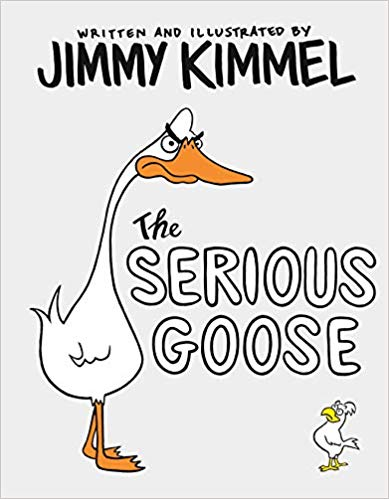 WRITTEN AND ILLUSTRATED BY
JIMMY KIMMEL
The
SERIOUS
GOOSE